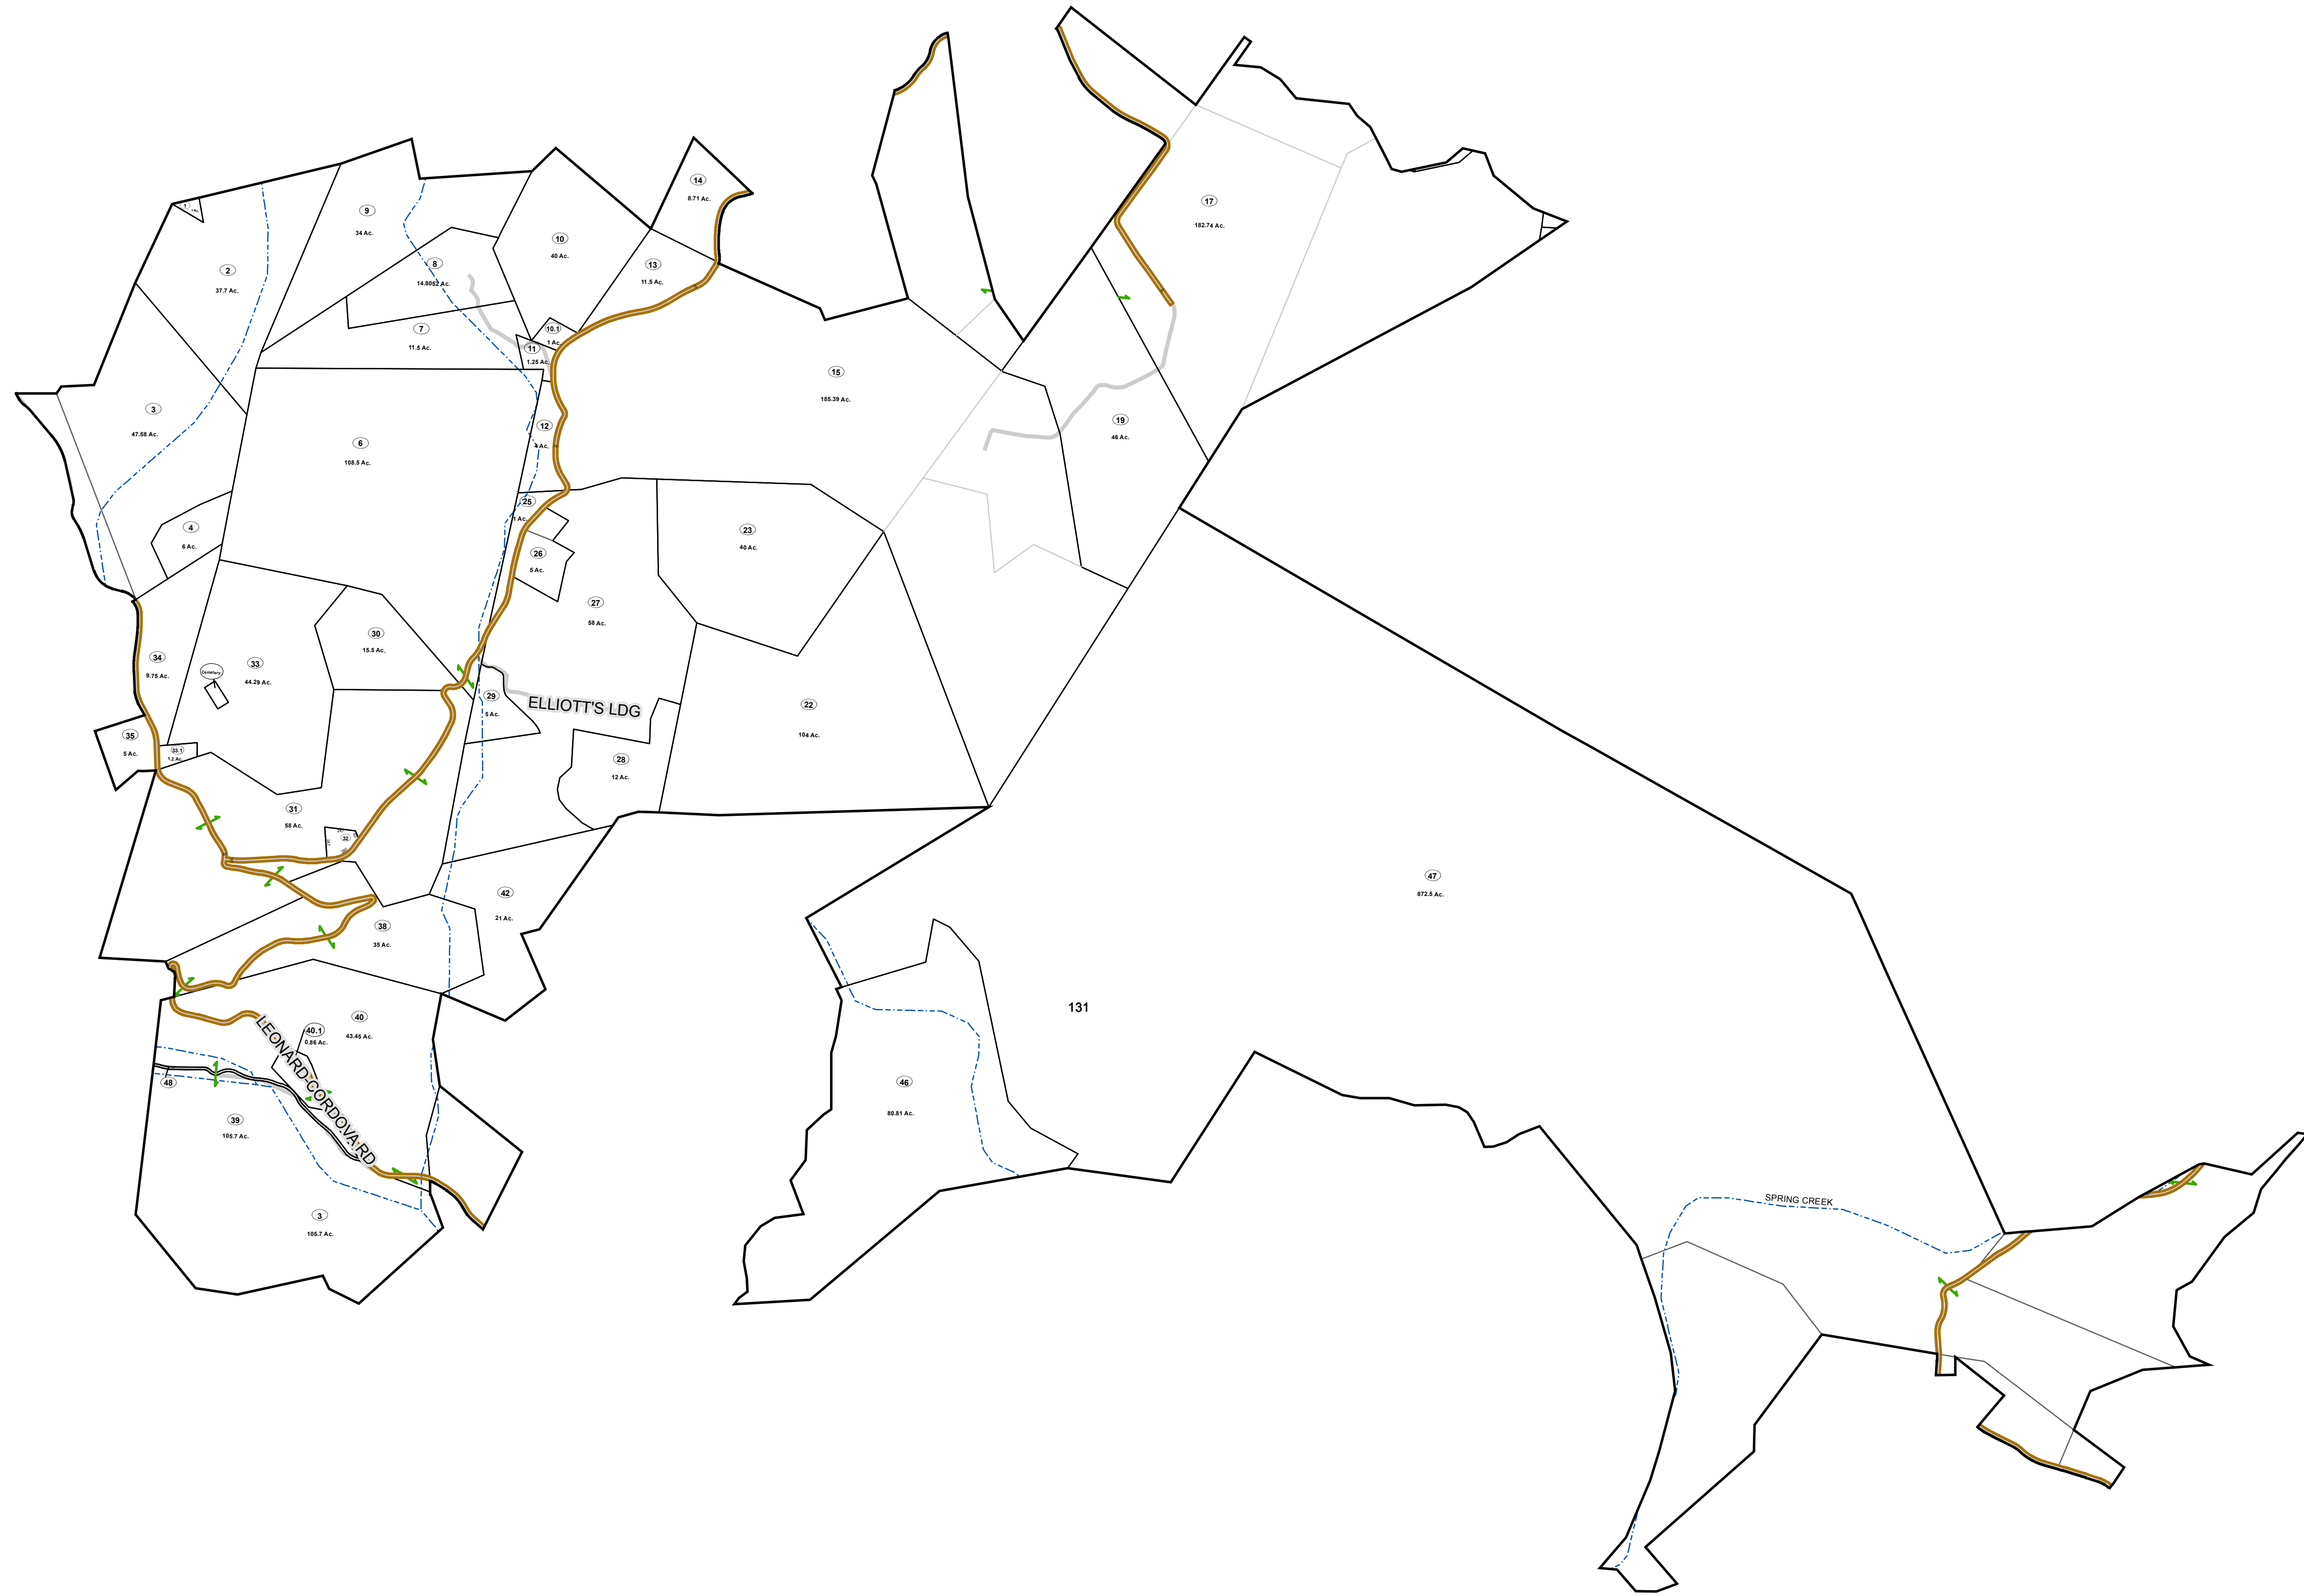 14
8.71 Ac.
17
182.74 Ac.
1
9
34 Ac.
10
40 Ac.
13
11.5 Ac.
2
37.7 Ac.
8
14.8052 Ac.
7
11.5 Ac.
10.1
1 Ac.
11
1.25 Ac.
15
185.39 Ac.
3
47.58 Ac.
19
46 Ac.
12
4 Ac.
6
108.5 Ac.
25
1 Ac.
4
6 Ac.
23
40 Ac.
26
5 Ac.
27
58 Ac.
30
15.5 Ac.
34
9.75 Ac.
33
44.29 Ac.
Cemetery
29
5 Ac.
ELLIOTT'S LDG
22
104 Ac.
35
5 Ac.
33.1
1.2 Ac.
28
12 Ac.
31
58 Ac.
32
47
872.5 Ac.
42
21 Ac.
38
35 Ac.
131
40
43.45 Ac.
40.1
0.86 Ac.
LEONARD-CORDOVA RD
48
46
80.81 Ac.
39
105.7 Ac.
SPRING CREEK
3
105.7 Ac.